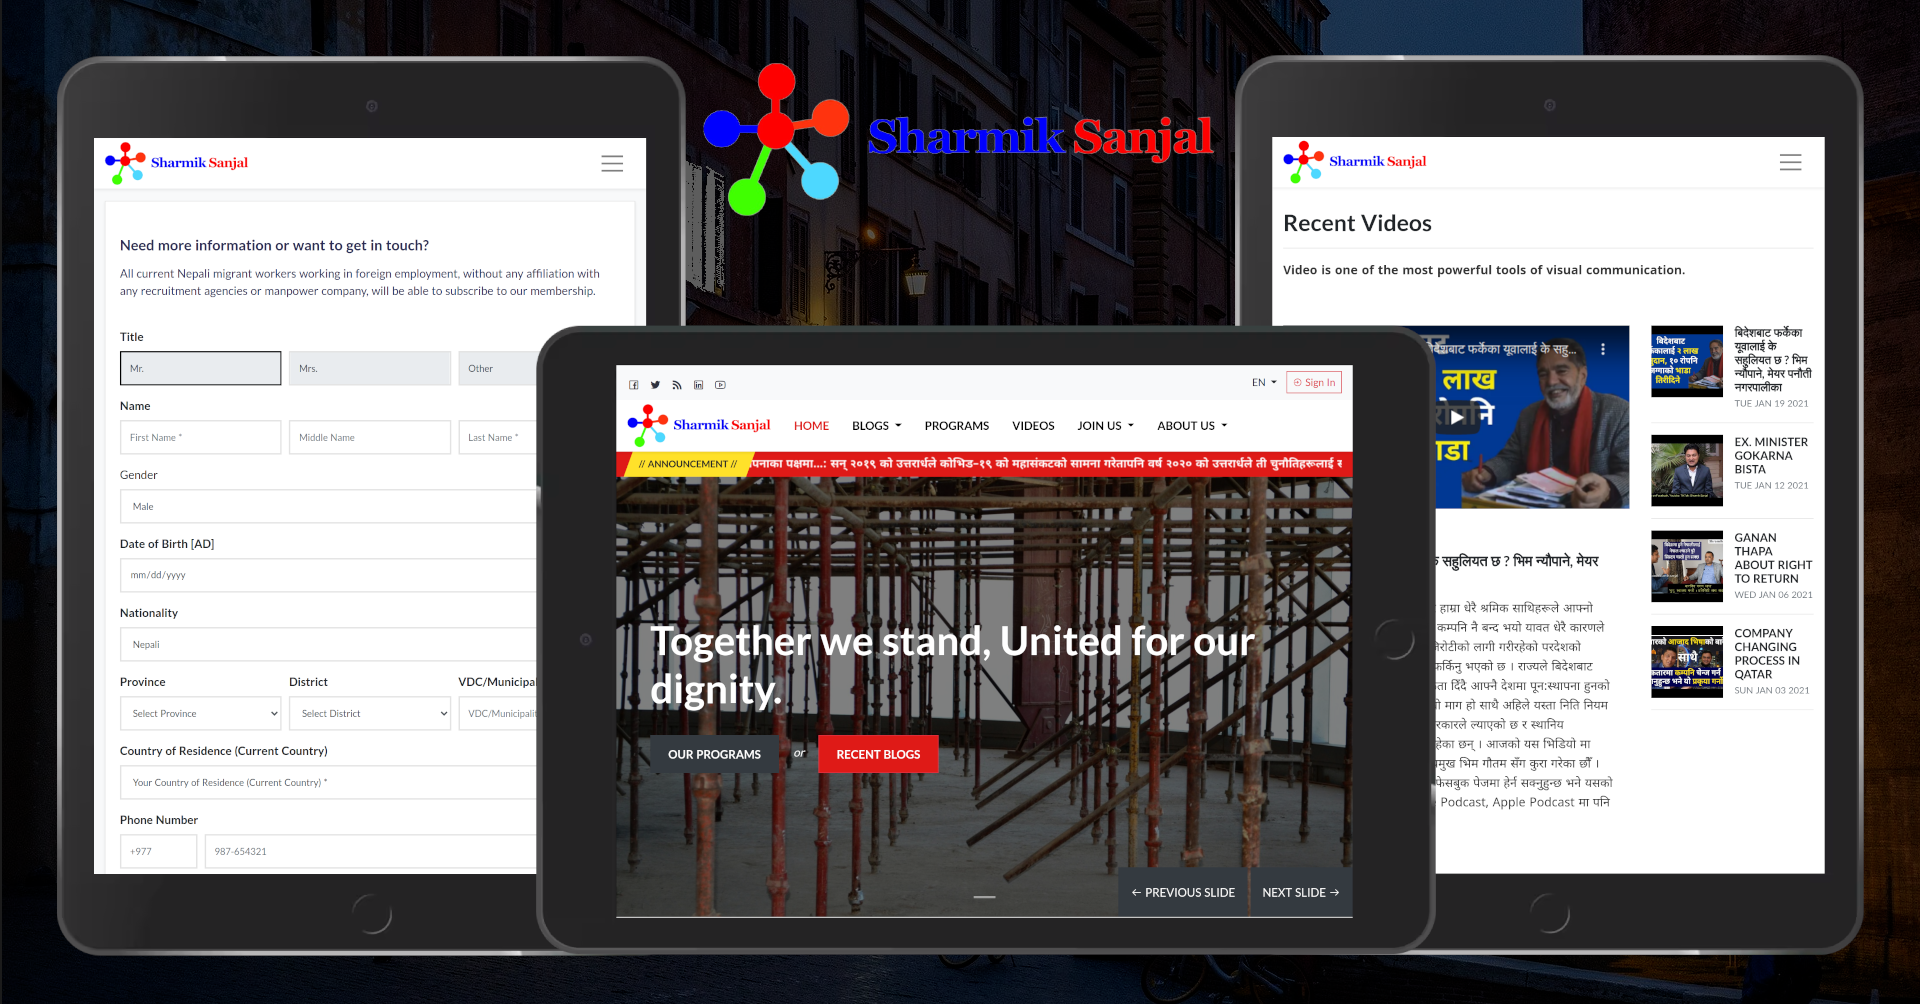 Sharmik Sanjal
Sharmik Sanjal
Need more information or want to get in touch?
All current Nepali migrant workers working in foreign employment, without any affiliation with
any recruitment agencies or manpower company, will be able to subscribe to our membership.
Title
Mr.
Mrs.
Other
Name
First Name *
Middle Name
Last Name *
Gender
Male
Date of Birth [AD]
mm/dd/yyyy
Nationality
Nepali
Province
District
VDC/Municipa
Select Province
Select District
VDC/Municipalit
Country of Residence (Current Country)
Your Country of Residence (Current Country) *
Phone Number
+977
987-654321
EN
Sign In
Sharmik Sanjal
HOME
BLOGS
PROGRAMS
VIDEOS
JOIN US
ABOUT US
// ANNOUNCEMENT //
पनाका पक्षमा...: सन् २०१९ को उत्तरार्धले कोभिड-१९ को महासंकटको सामना गरेतापनि वर्ष २०२० को उत्तरार्धले ती चुनौतिहरूलाई
Together we stand, United for our
dignity.
OUR PROGRAMS
or
RECENT BLOGS
← PREVIOUS SLIDE
NEXT SLIDE →
Sharmik Sanjal
Recent Videos
Video is one of the most powerful tools of visual communication.
बाट फर्केका यूवालाई के सहु...
लाख
नि
डा
सहुलियत छ ? भिम न्यौपाने, मेयर
हाम्रा धेरै श्रमिक साथिहरूले आफ्नो
कम्पनि नै बन्द भयो यावत धेरै कारणले
रोटीको लागी गरीरहेको परदेशको
फर्किनु भएको छ । राज्यले बिदेशबाट
ता दिँदै आफ्नै देशमा पून:स्थापना हुनको
माग हो साथै अहिले यस्ता निति नियम
रकारले ल्याएको छ र स्थानिय
हेका छन् । आजको यस भिडियो मा
मुख भिम गौतम सँग कुरा गरेका छौँ ।
फेसबुक पेजमा हेर्न सक्नुहुन्छ भने यसको
Podcast, Apple Podcast मा पनि
बिदेशबाट
कालाई २ लाख
दान, १० रोपनि
जग्गाको भाडा
तिरीदिने
बिदेशबाट फर्केका
यूवालाई के
सहुलियत छ ? भिम
न्यौपाने, मेयर पनौती
नगरपालीका
TUE JAN 19 2021
EX. MINISTER
GOKARNA
BISTA
TUE JAN 12 2021
GANAN
THAPA
ABOUT RIGHT
TO RETURN
WED JAN 06 2021
साथै
COMPANY
CHANGING
PROCESS IN
QATAR
SUN JAN 03 2021